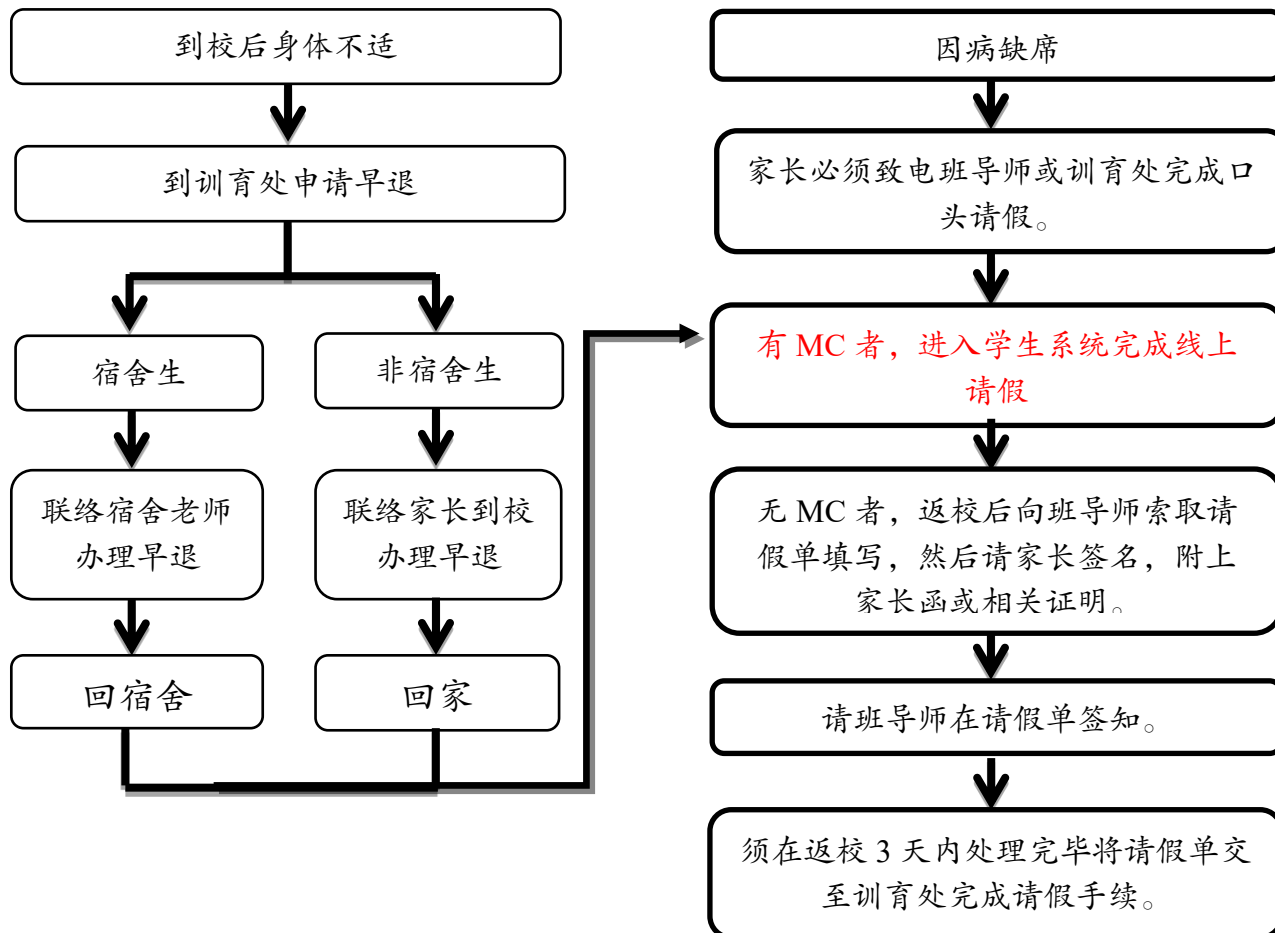 到校后身体不适
到训育处申请早退
宿舍生
非宿舍生
联络宿舍老师
办理早退
联络家长到校
办理早退
回宿舍
回家
因病缺席
家长必须致电班导师或训育处完成口
头请假。
有 MC 者，进入学生系统完成线上
请假
无 MC 者，返校后向班导师索取请
假单填写，然后请家长签名，附上
家长函或相关证明。
请班导师在请假单签知。
须在返校 3 天内处理完毕将请假单交
至训育处完成请假手续。